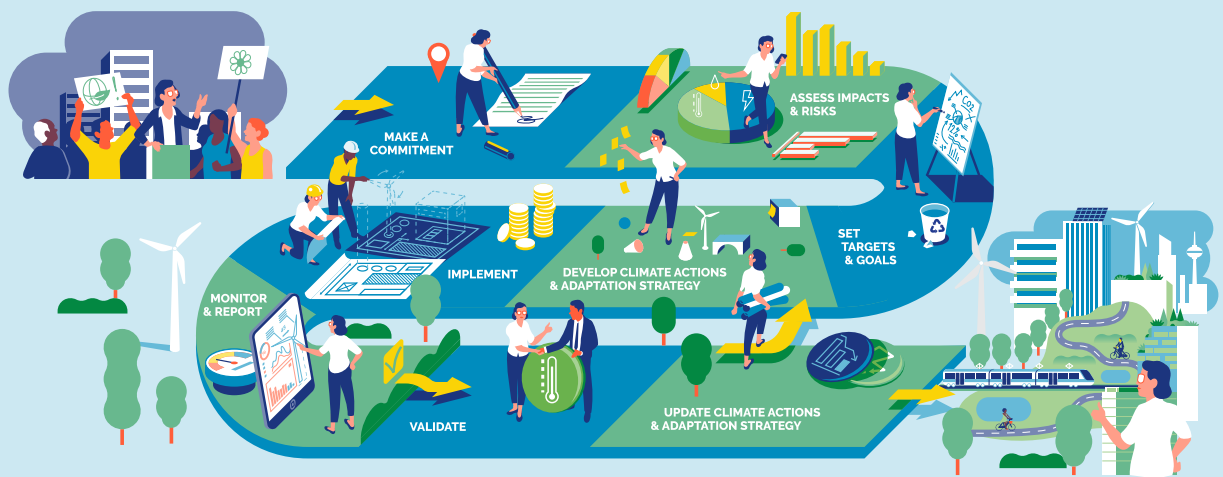 MAKE A
COMMITMENT
ASSESS IMPACTS
& RISKS
CO₂
SET
TARGETS
& GOALS
DEVELOP CLIMATE ACTIONS
& ADAPTATION STRATEGY
IMPLEMENT
MONITOR
& REPORT
VALIDATE
UPDATE CLIMATE ACTIONS
& ADAPTATION STRATEGY